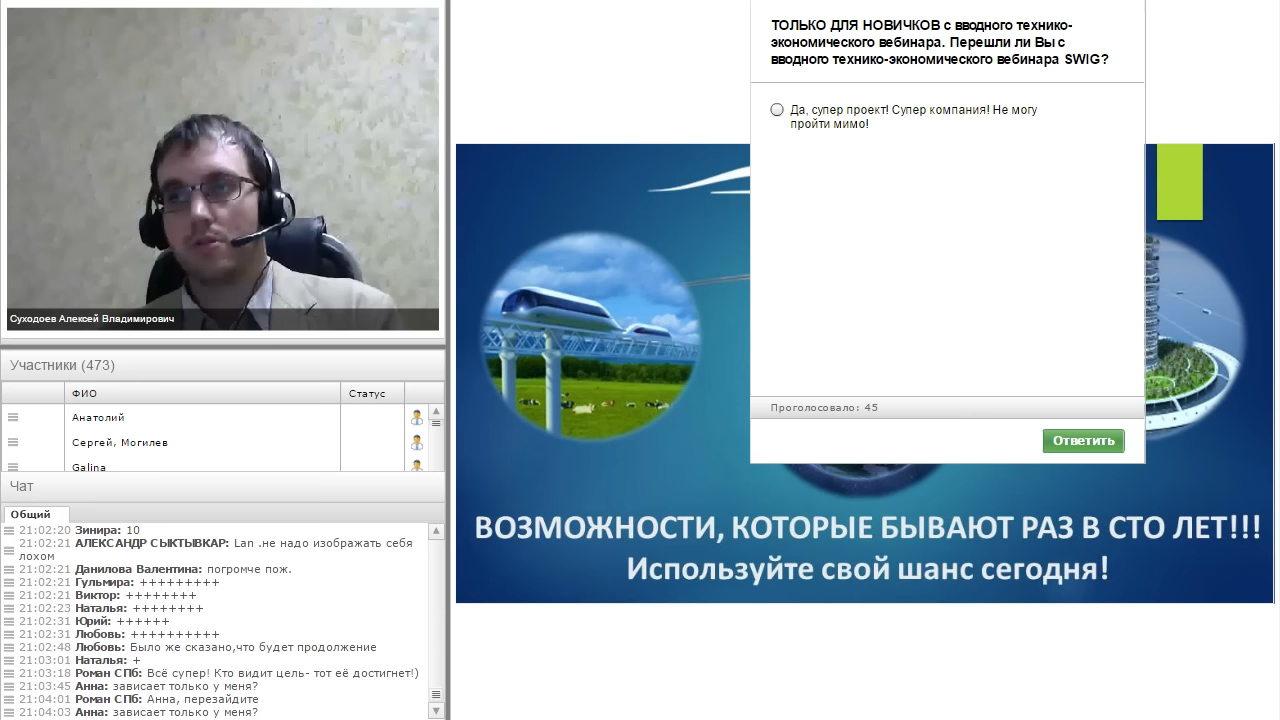 Суходоев Алексей Владимирович
Участники (473)
ФИО
Статус
Анатолий
Сергей, Могилев
Galina
Чат
Общий
21:02:20 Зинира: 10
21:02:21 АЛЕКСАНДР СЫКТЫВКАР: Lan .не надо изображать себя
лохом
21:02:21 Данилова Валентина: погромче пож.
21:02:21 Гульмира: +++++++++
21:02:21 Виктор: ++++++++
21:02:23 Наталья: ++++++++
21:02:31 Юрий: ++++++
21:02:31 Любовь: ++++++++++
21:02:48 Любовь: Было же сказано,что будет продолжение
21:03:01 Наталья: +
21:03:18 Роман СПб: Всё супер! Кто видит цель- тот её достигнет!)
21:03:45 Анна: зависает только у меня?
21:04:01 Роман СПб: Анна, перезайдите
21:04:03 Анна: зависает только у меня?
ТОЛЬКО ДЛЯ НОВИЧКОВ с вводного технико-
экономического вебинара. Перешли ли Вы с
вводного технико-экономического вебинара SWIG?
Да, супер проект! Супер компания! Не могу
пройти мимо!
Проголосовало: 45
Ответить
ВОЗМОЖНОСТИ, КОТОРЫЕ БЫВАЮТ РАЗ В СТО ЛЕТ!!!
Используйте свой шанс сегодня!